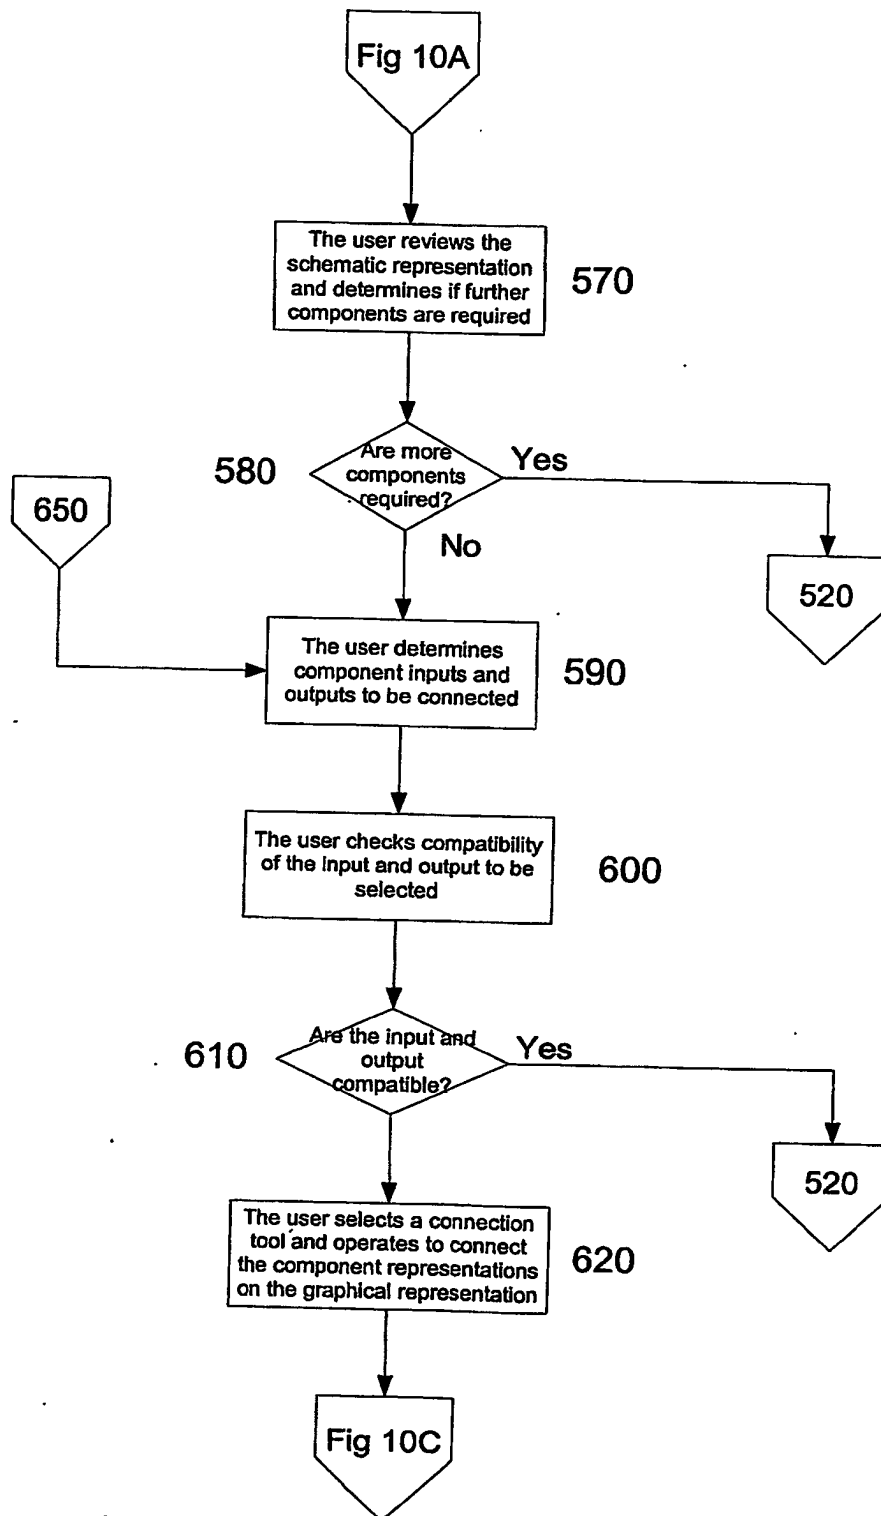 Fig 10A
The user reviews the
schematic representation
and determines if further
components are required
570
580
Are more
components
required?
Yes
650
No
520
The user determines
component inputs and
outputs to be connected
590
The user checks compatibility
of the input and output to be
selected
600
610
Are the input and
output
compatible?
Yes
520
The user selects a connection
tool and operates to connect
the component representations
on the graphical representation
620
Fig 10C